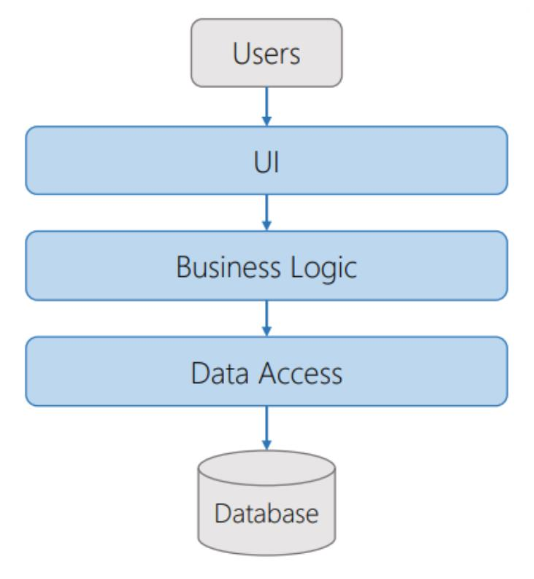 Users
UI
Business Logic
Data Access
Database